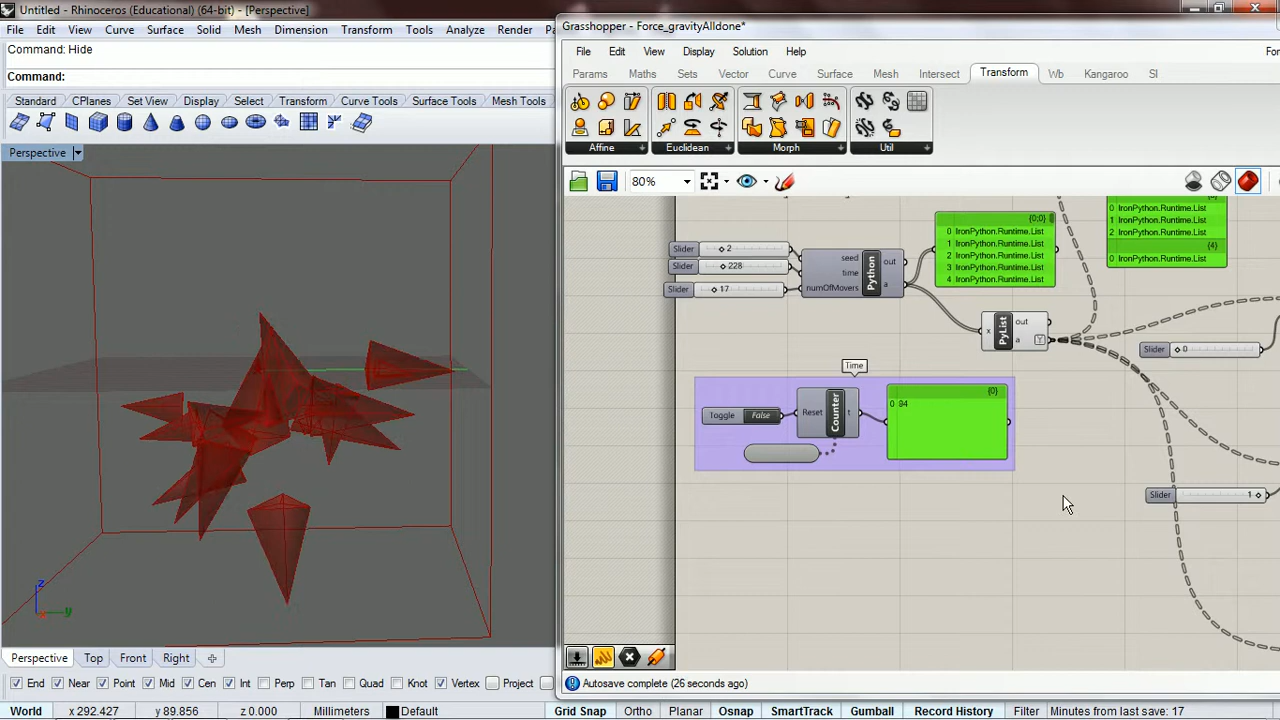 Untitled - Rhinoceros (Educational) (64-bit) - [Perspective]
File Edit View Curve Surface Solid Mesh Dimension Transform Tools Analyze Render
Command: Hide
Command:
Standard CPlanes Set View Display Select Transform Curve Tools Surface Tools Mesh Tools
Perspective
z
y
Perspective Top Front Right
End Near Point Mid Cen Int Perp Tan Quad Knot Vertex Project
World x 292.427 y 89.856 z 0.000 Millimeters Default Grid Snap Ortho Planar Osnap SmartTrack Gumball Record History Filter Minutes from last save: 17
Grasshopper - Force_gravityAlldone*
File Edit View Display Solution Help
Params Maths Sets Vector Curve Surface Mesh Intersect Transform Wb Kangaroo
Affine Euclidean Morph Util
80%
Slider 2
Slider 228
Slider 17
seed
time
numOfMovers
Python
out
a
{0;0}
0 IronPython.Runtime.List
1 IronPython.Runtime.List
2 IronPython.Runtime.List
3 IronPython.Runtime.List
4 IronPython.Runtime.List
0 IronPython.Runtime.List
1 IronPython.Runtime.List
2 IronPython.Runtime.List
{4}
0 IronPython.Runtime.List
x
PyList
out
a
Slider 0
Time
Toggle False
Reset
Counter
t
{0}
0 94
Slider 1
Autosave complete (26 seconds ago)